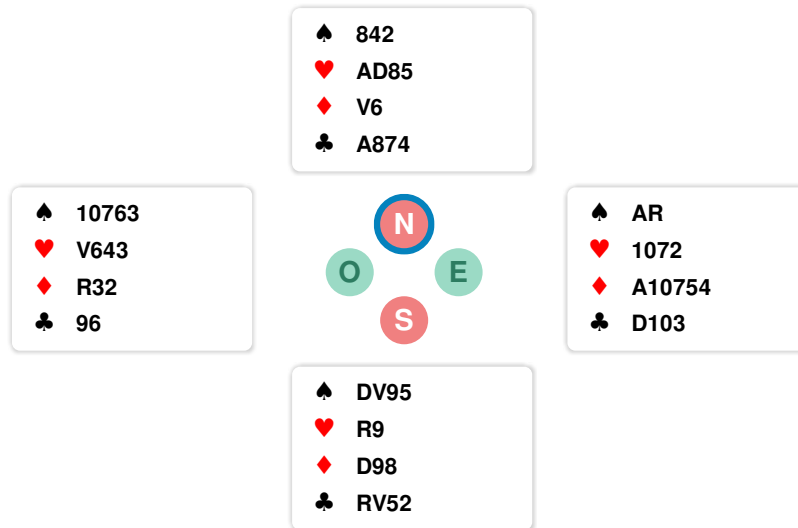 ♠ 842
♥ AD85
♦ V6
♣ A874
♠ 10763
♥ V643
♦ R32
♣ 96
N
O E
S
♠ AR
♥ 1072
♦ A10754
♣ D103
♠ DV95
♥ R9
♦ D98
♣ RV52